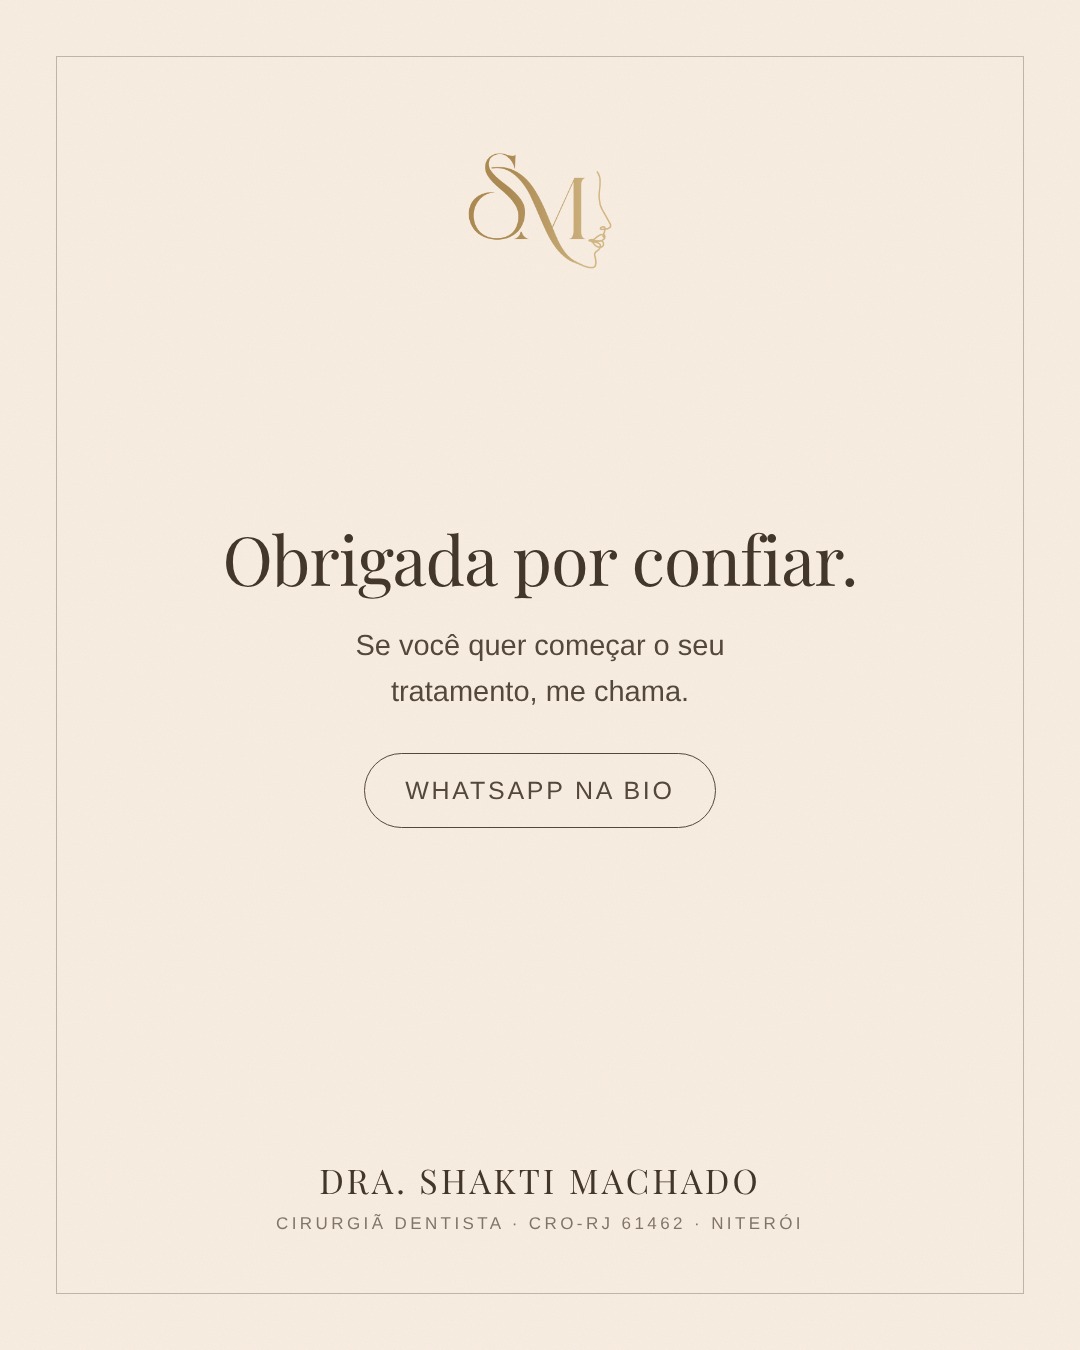 SM
Obrigada por confiar.
Se você quer começar o seu
tratamento, me chama.
WHATSAPP NA BIO
DRA. SHAKTI MACHADO
CIRURGIÃ DENTISTA · CRO-RJ 61462 · NITERÓI